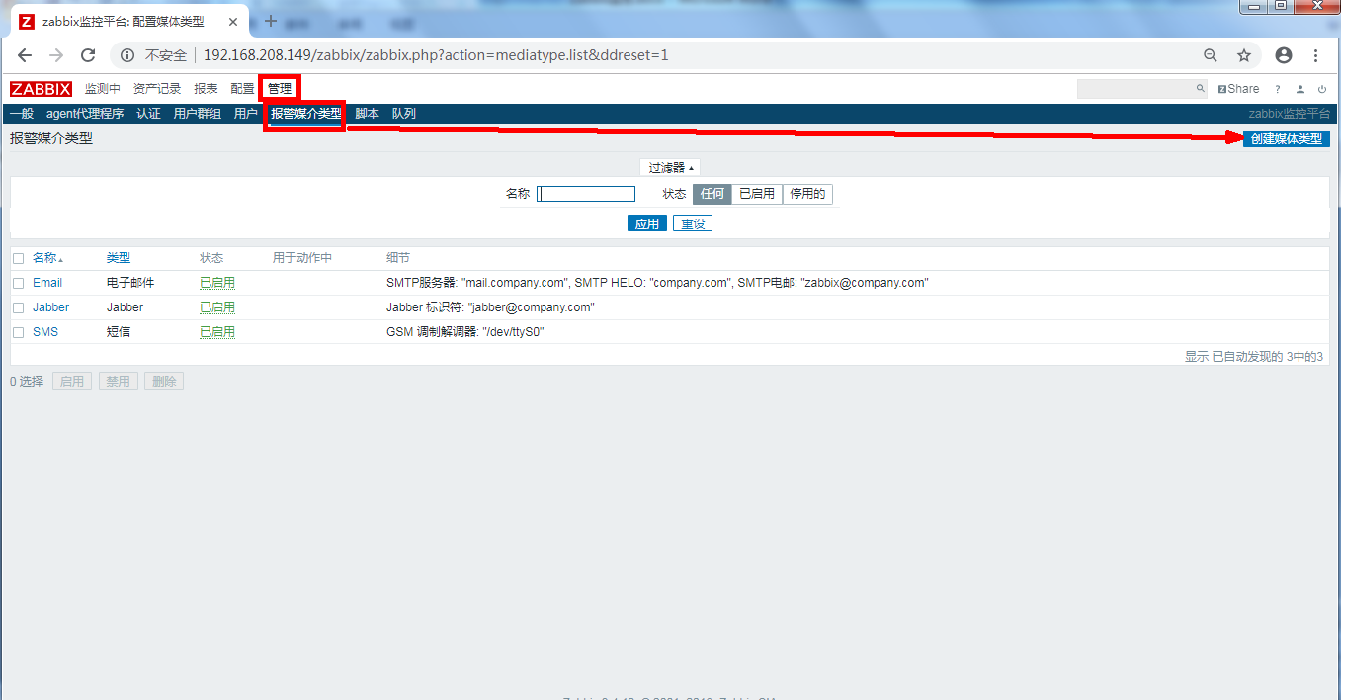 zabbix监控平台: 配置媒体类型
不安全 192.168.208.149/zabbix/zabbix.php?action=mediatype.list&ddreset=1
ZABBIX 监测中 资产记录 报表 配置 管理 Share ?
一般 agent代理程序 认证 用户群组 用户 报警媒介类型 脚本 队列 zabbix监控平台
报警媒介类型 创建媒体类型
过滤器
名称 状态 任何 已启用 停用的
应用 重设
名称 类型 状态 用于动作中 细节
Email 电子邮件 已启用 SMTP服务器: "mail.company.com", SMTP HELO: "company.com", SMTP电邮 "zabbix@company.com"
Jabber Jabber 已启用 Jabber 标识符: "jabber@company.com"
SMS 短信 已启用 GSM 调制解调器: "/dev/ttyS0"
显示 已自动发现的 3中的3
0 选择 启用 禁用 删除